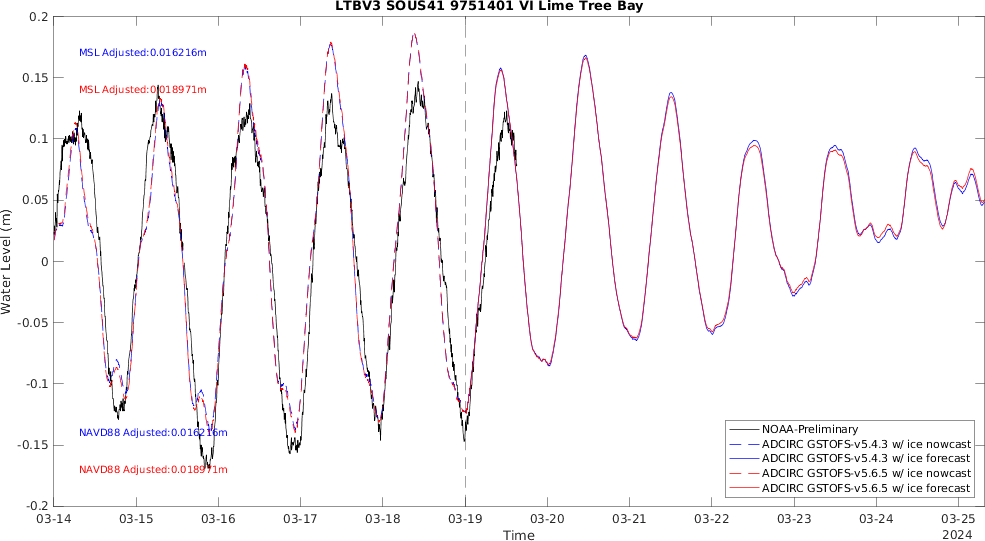 LTBV3 SOUS41 9751401 VI Lime Tree Bay
0.2
0.15
0.1
0.05
0
-0.05
-0.1
-0.15
-0.2
Water Level (m)
MSL Adjusted:0.016216m
MSL Adjusted:0.018971m
NAVD88 Adjusted:0.016216m
NAVD88 Adjusted:0.018971m
NOAA-Preliminary
ADCIRC GSTOFS-v5.4.3 w/ ice nowcast
ADCIRC GSTOFS-v5.4.3 w/ ice forecast
ADCIRC GSTOFS-v5.6.5 w/ ice nowcast
ADCIRC GSTOFS-v5.6.5 w/ ice forecast
03-14 03-15 03-16 03-17 03-18 03-19 03-20 03-21 03-22 03-23 03-24 03-25
Time
2024